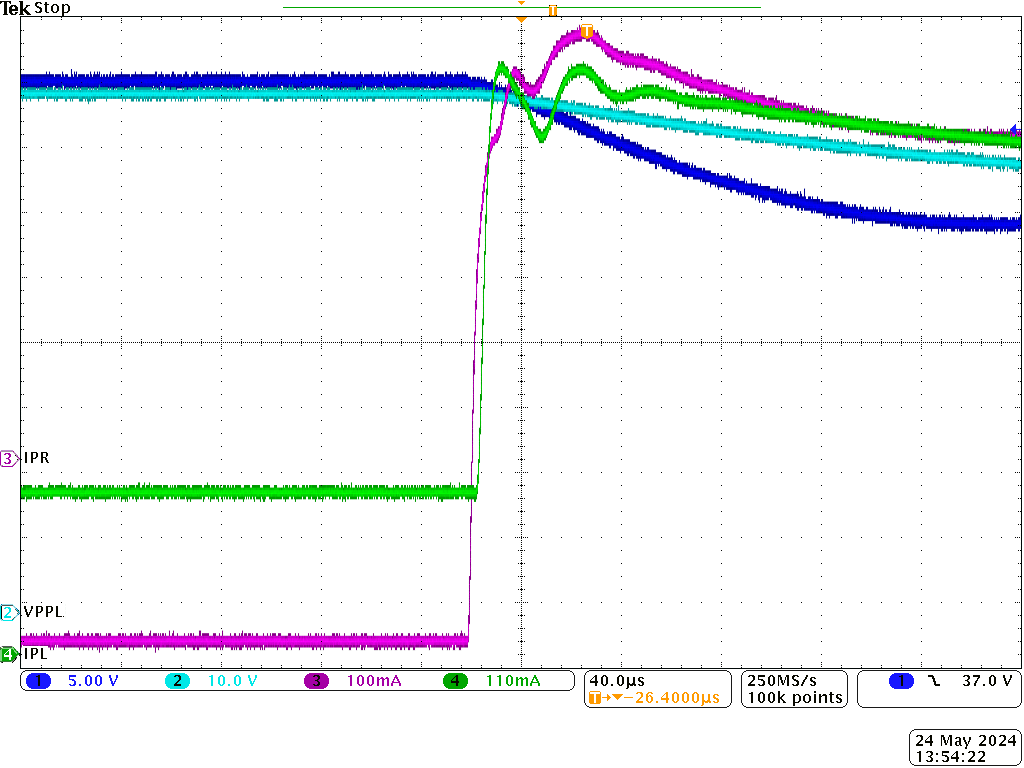 Tek Stop
T
T
3 IPR
2 VPPL
4 IPL
1 5.00 V 2 10.0 V 3 100mA 4 110mA
40.0µs
T→▼−26.4000µs
250MS/s
100k points
1 37.0 V
24 May 2024
13:54:22